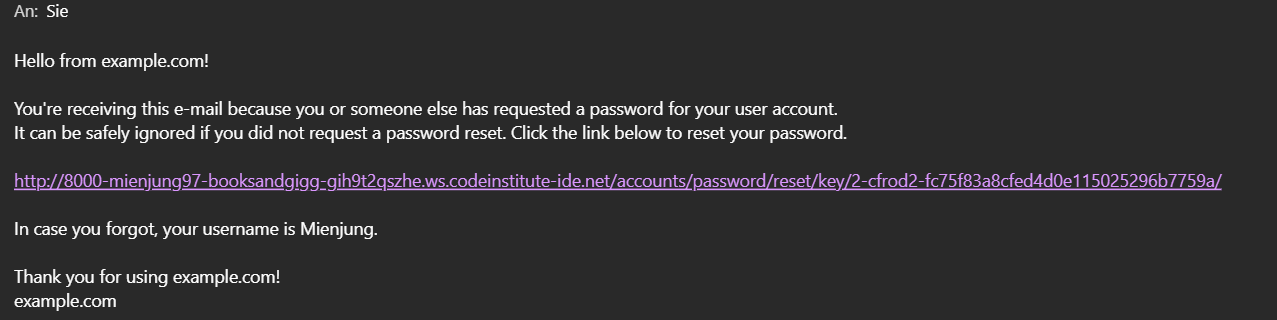 An: Sie
Hello from example.com!
You're receiving this e-mail because you or someone else has requested a password for your user account.
It can be safely ignored if you did not request a password reset. Click the link below to reset your password.
http://8000-mienjung97-booksandgigg-gih9t2qszhe.ws.codeinstitute-ide.net/accounts/password/reset/key/2-cfrod2-fc75f83a8cfed4d0e115025296b7759a/
In case you forgot, your username is Mienjung.
Thank you for using example.com!
example.com